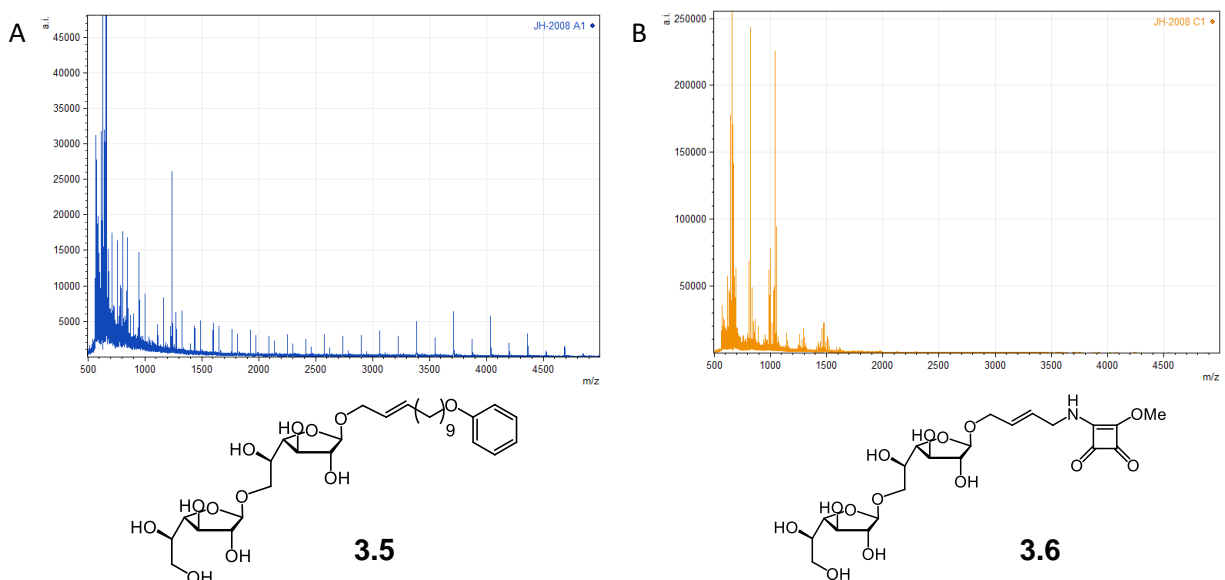 A
a.i.
JH-2008 A1
45000
40000
35000
30000
25000
20000
15000
10000
5000
500
1000
1500
2000
2500
3000
3500
4000
4500
m/z
HO
O
HO
O
O
OH
O
HO
O
HO
OH
OH
( )9
O
3.5
B
a.i.
JH-2008 C1
250000
200000
150000
100000
50000
500
1000
1500
2000
2500
3000
3500
4000
4500
m/z
H
N
OMe
O
O
O
HO
O
HO
OH
O
HO
O
HO
OH
HO
3.6